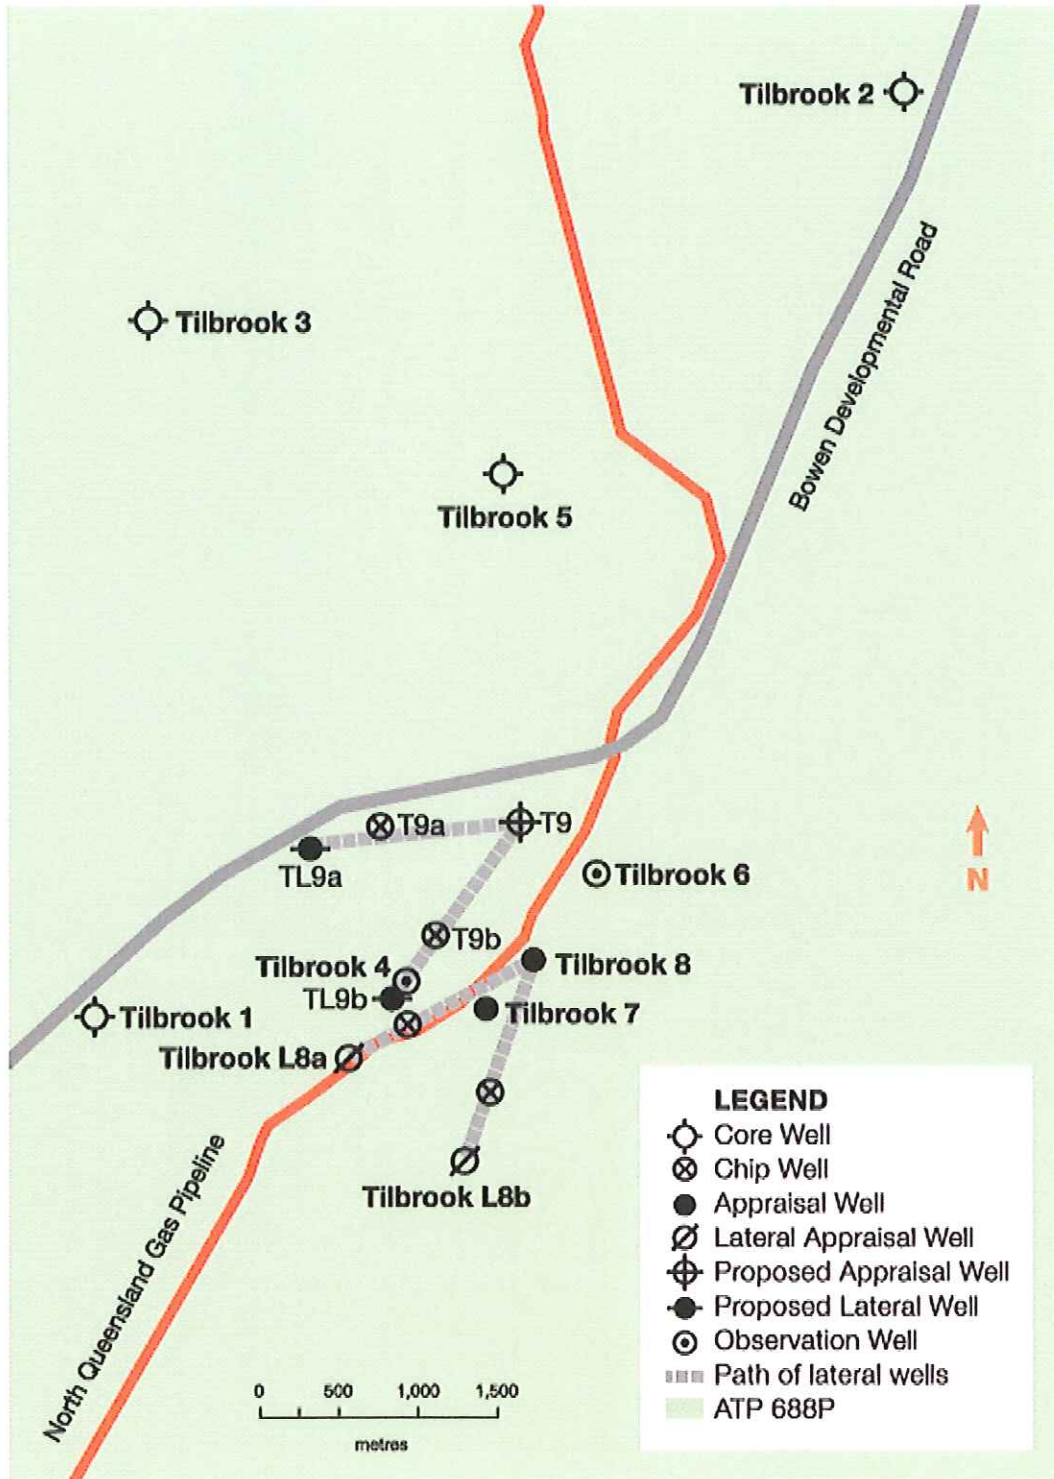 Tilbrook 2
Bowen Developmental Road
Tilbrook 3
Tilbrook 5
T9a
T9
TL9a
Tilbrook 6
N
T9b
Tilbrook 4
Tilbrook 8
TL9b
Tilbrook 7
Tilbrook 1
Tilbrook L8a
Tilbrook L8b
North Queensland Gas Pipeline
LEGEND
Core Well
Chip Well
Appraisal Well
Lateral Appraisal Well
Proposed Appraisal Well
Proposed Lateral Well
Observation Well
Path of lateral wells
ATP 688P
0 500 1,000 1,500
metres